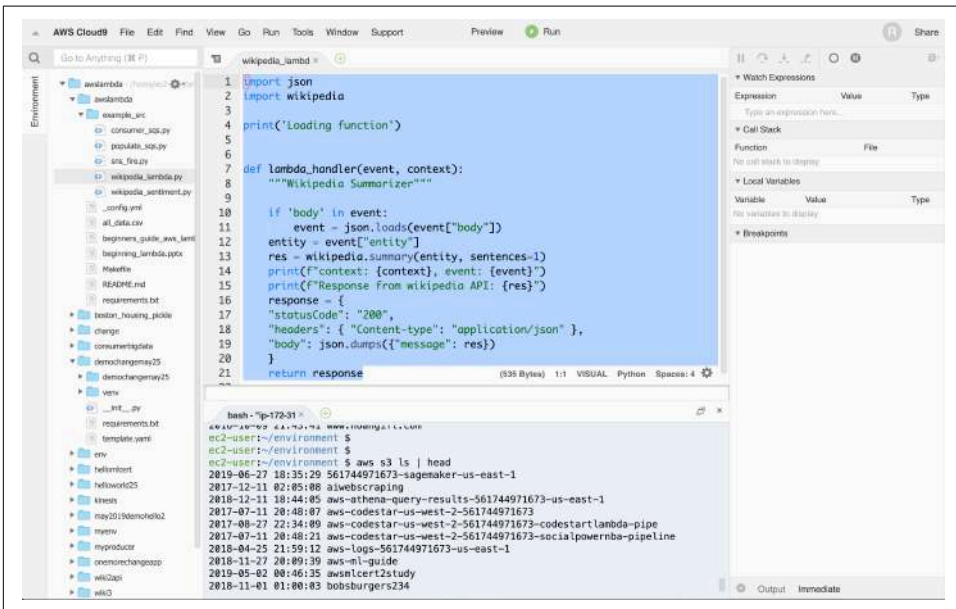 AWS Cloud9 File Edit Find View Go Run Tools Window Support Preview Run Share
Go to Anything (⌘ P)
wikipedia_lambd ×
Environment
awslambda
awslambda
example_src
consumer_sqs.py
populate_sqs.py
sns_fire.py
wikipedia_lambda.py
wikipedia_sentiment.py
_config.yml
all_data.csv
beginners_guide_aws_lamb
beginning_lambda.pptx
Makefile
README.md
requirements.txt
boston_housing_pickle
change
consumerbigdata
demochangemay25
demochangemay25
venv
__init__.py
requirements.txt
template.yaml
env
hellomlcert
helloworld25
kinesis
may2019demohello2
myenv
myproducer
onemorechangeapp
wiki2api
wiki3
1 import json
2 import wikipedia
3
4 print('Loading function')
5
6
7 def lambda_handler(event, context):
8 """Wikipedia Summarizer"""
9
10 if 'body' in event:
11 event = json.loads(event["body"])
12 entity = event["entity"]
13 res = wikipedia.summary(entity, sentences=1)
14 print(f"context: {context}, event: {event}")
15 print(f"Response from wikipedia API: {res}")
16 response = {
17 "statusCode": "200",
18 "headers": { "Content-type": "application/json" },
19 "body": json.dumps({"message": res})
20 }
21 return response
(535 Bytes) 1:1 VISUAL Python Spaces: 4
bash - "ip-172-31 ×
ec2-user:~/environment $
ec2-user:~/environment $
ec2-user:~/environment $ aws s3 ls | head
2019-06-27 18:35:29 561744971673-sagemaker-us-east-1
2017-12-11 02:05:08 aiwebscraping
2018-12-11 18:44:05 aws-athena-query-results-561744971673-us-east-1
2017-07-11 20:48:07 aws-codestar-us-west-2-561744971673
2017-08-27 22:34:09 aws-codestar-us-west-2-561744971673-codestartlambda-pipe
2017-07-11 20:48:21 aws-codestar-us-west-2-561744971673-socialpowernba-pipeline
2018-04-25 21:59:12 aws-logs-561744971673-us-east-1
2018-11-27 20:09:39 aws-ml-guide
2019-05-02 00:46:35 awsmlcert2study
2018-11-01 01:00:03 bobsburgers234
Watch Expressions
Expression Value Type
Type an expression here...
Call Stack
Function File
No call stack to display
Local Variables
Variable Value Type
No variables to display
Breakpoints
Output Immediate